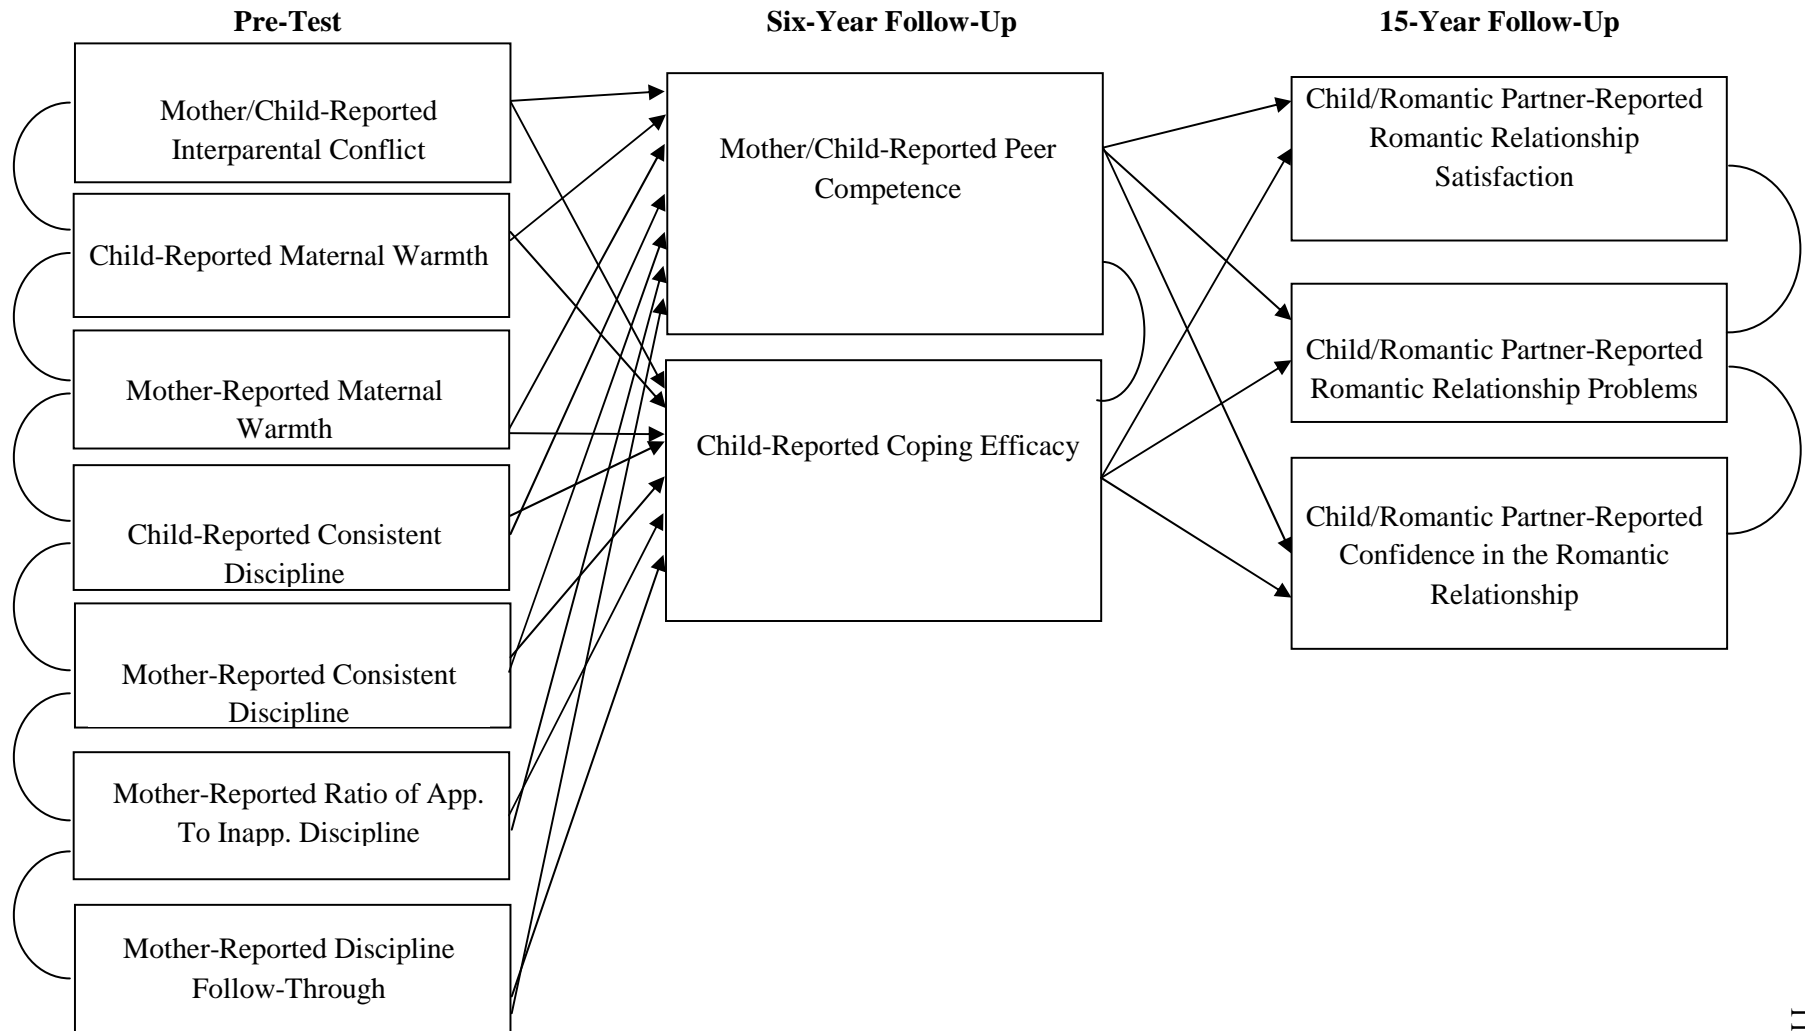 Pre-Test
Six-Year Follow-Up
15-Year Follow-Up
Mother/Child-Reported
Interparental Conflict
Child-Reported Maternal Warmth
Mother-Reported Maternal
Warmth
Child-Reported Consistent
Discipline
Mother-Reported Consistent
Discipline
Mother-Reported Ratio of App.
To Inapp. Discipline
Mother-Reported Discipline
Follow-Through
Mother/Child-Reported Peer
Competence
Child-Reported Coping Efficacy
Child/Romantic Partner-Reported
Romantic Relationship
Satisfaction
Child/Romantic Partner-Reported
Romantic Relationship Problems
Child/Romantic Partner-Reported
Confidence in the Romantic
Relationship